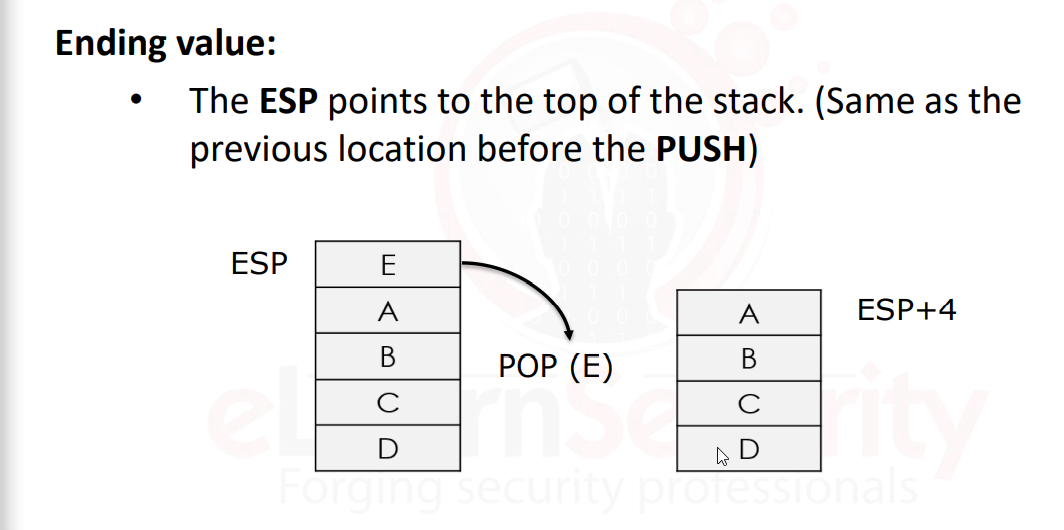 Ending value:
• The ESP points to the top of the stack. (Same as the
previous location before the PUSH)
ESP
E
A
B
C
D
POP (E)
A
B
C
D
ESP+4
Forging security professionals